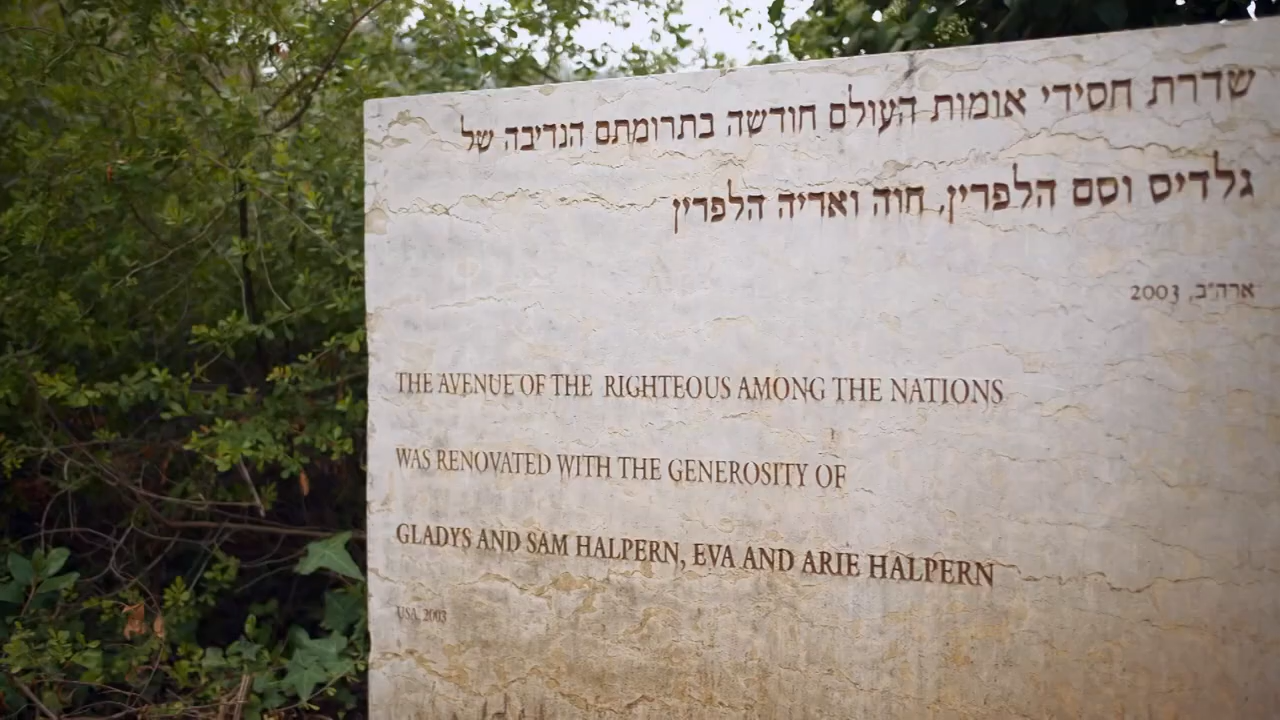 שדרת חסידי אומות העולם חודשה בתרומתם הנדיבה של
גלדיס וסם הלפרין, חוה ואריה הלפרין
ארה"ב, 2003
THE AVENUE OF THE RIGHTEOUS AMONG THE NATIONS
WAS RENOVATED WITH THE GENEROSITY OF
GLADYS AND SAM HALPERN, EVA AND ARIE HALPERN
USA, 2003